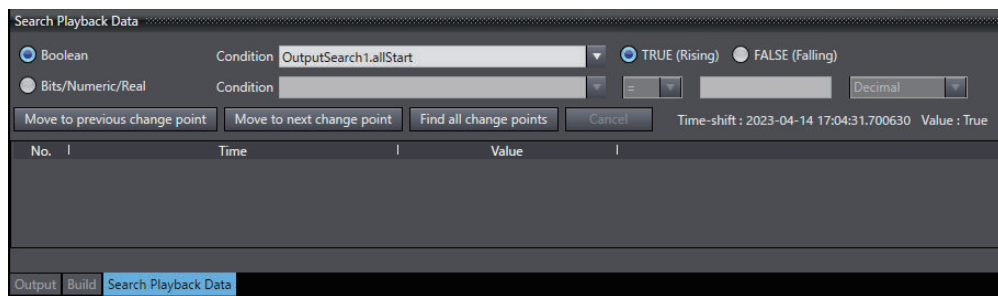 Search Playback Data
Boolean Condition OutputSearch1.allStart TRUE (Rising) FALSE (Falling)
Bits/Numeric/Real Condition = Decimal
Move to previous change point Move to next change point Find all change points Cancel Time-shift : 2023-04-14 17:04:31.700630 Value : True
No. Time Value
Output Build Search Playback Data